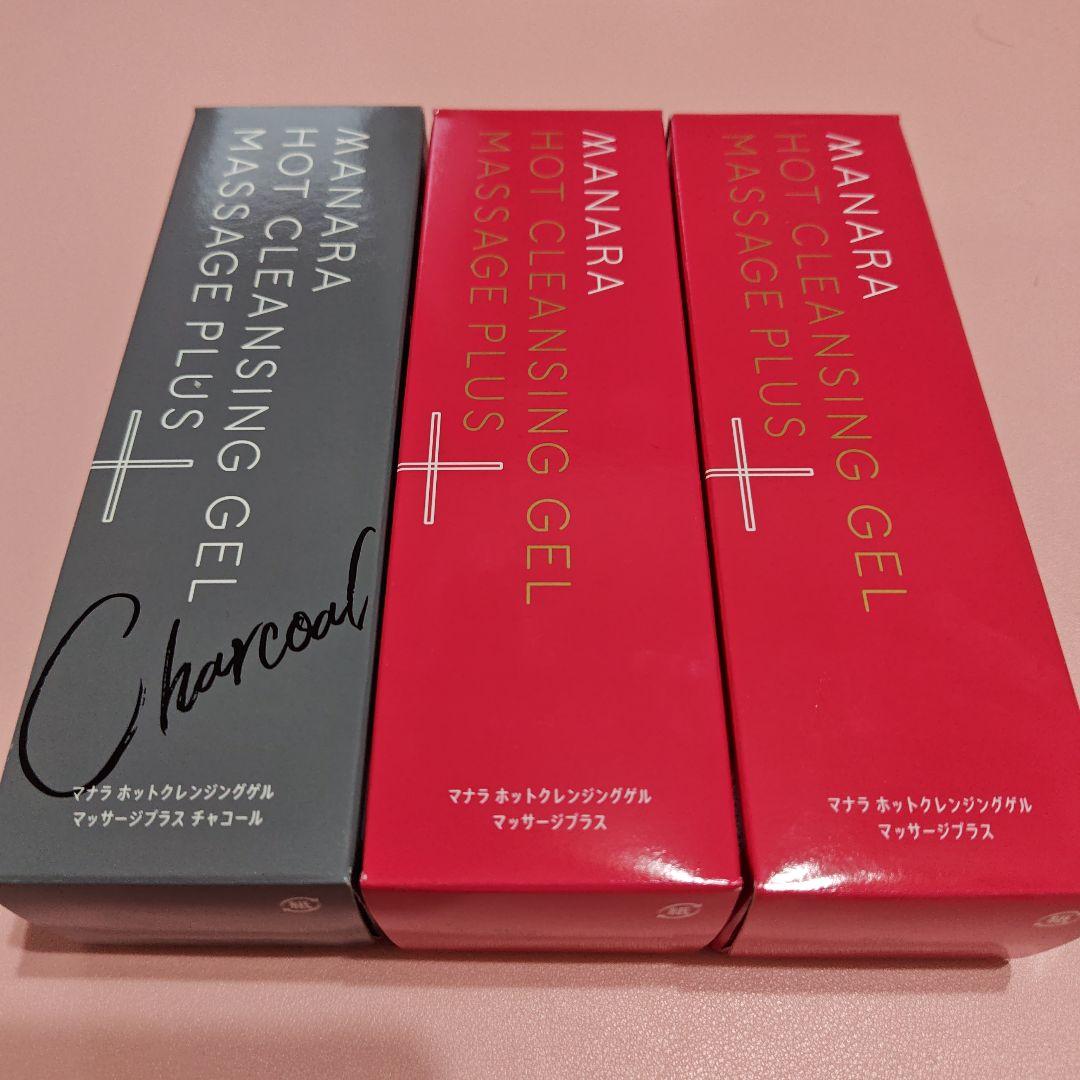 MANARA
HOT CLEANSING GEL
MASSAGE PLUS
Charcoal
マナラ ホットクレンジングゲル
マッサージプラス チャコール
紙
MANARA
HOT CLEANSING GEL
MASSAGE PLUS
マナラ ホットクレンジングゲル
マッサージプラス
紙
MANARA
HOT CLEANSING GEL
MASSAGE PLUS
マナラ ホットクレンジングゲル
マッサージプラス
紙